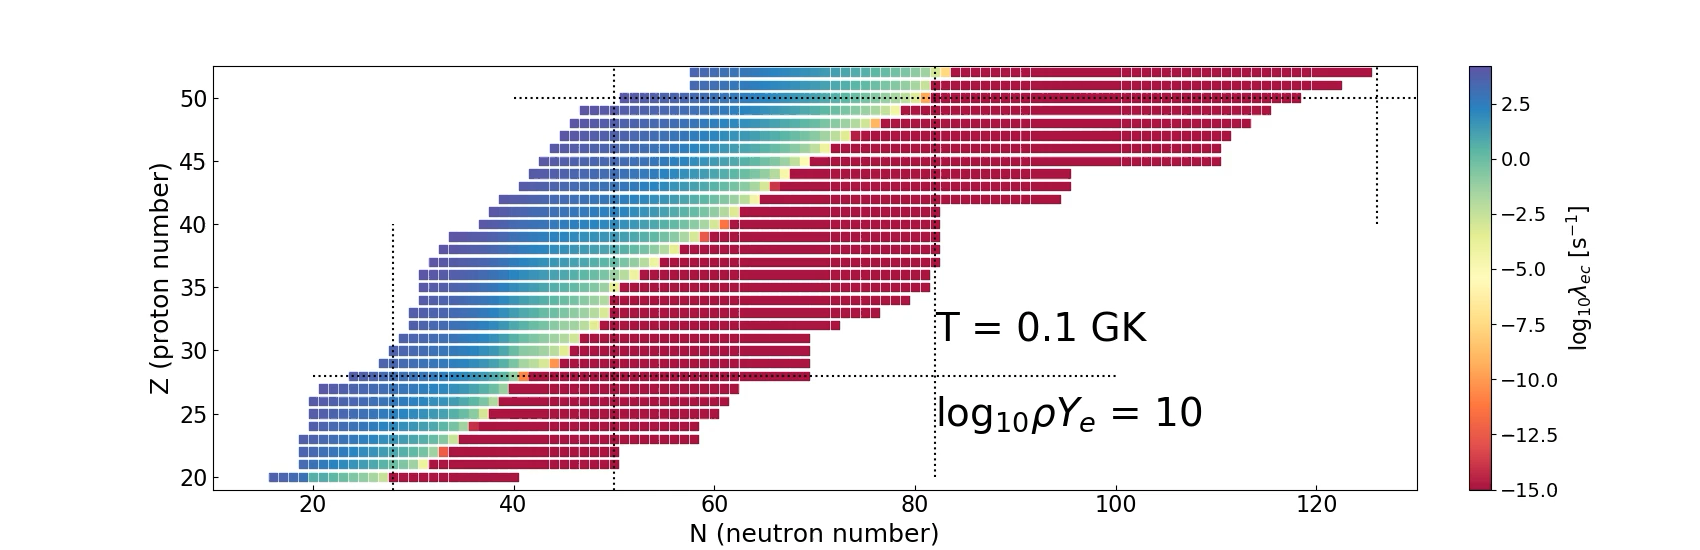 50
45
40
35
30
25
20
Z (proton number)
T = 0.1 GK
log₁₀ρYₑ = 10
20 40 60 80 100 120
N (neutron number)
2.5
0.0
−2.5
−5.0
−7.5
−10.0
−12.5
−15.0
log₁₀λ_ec [s⁻¹]